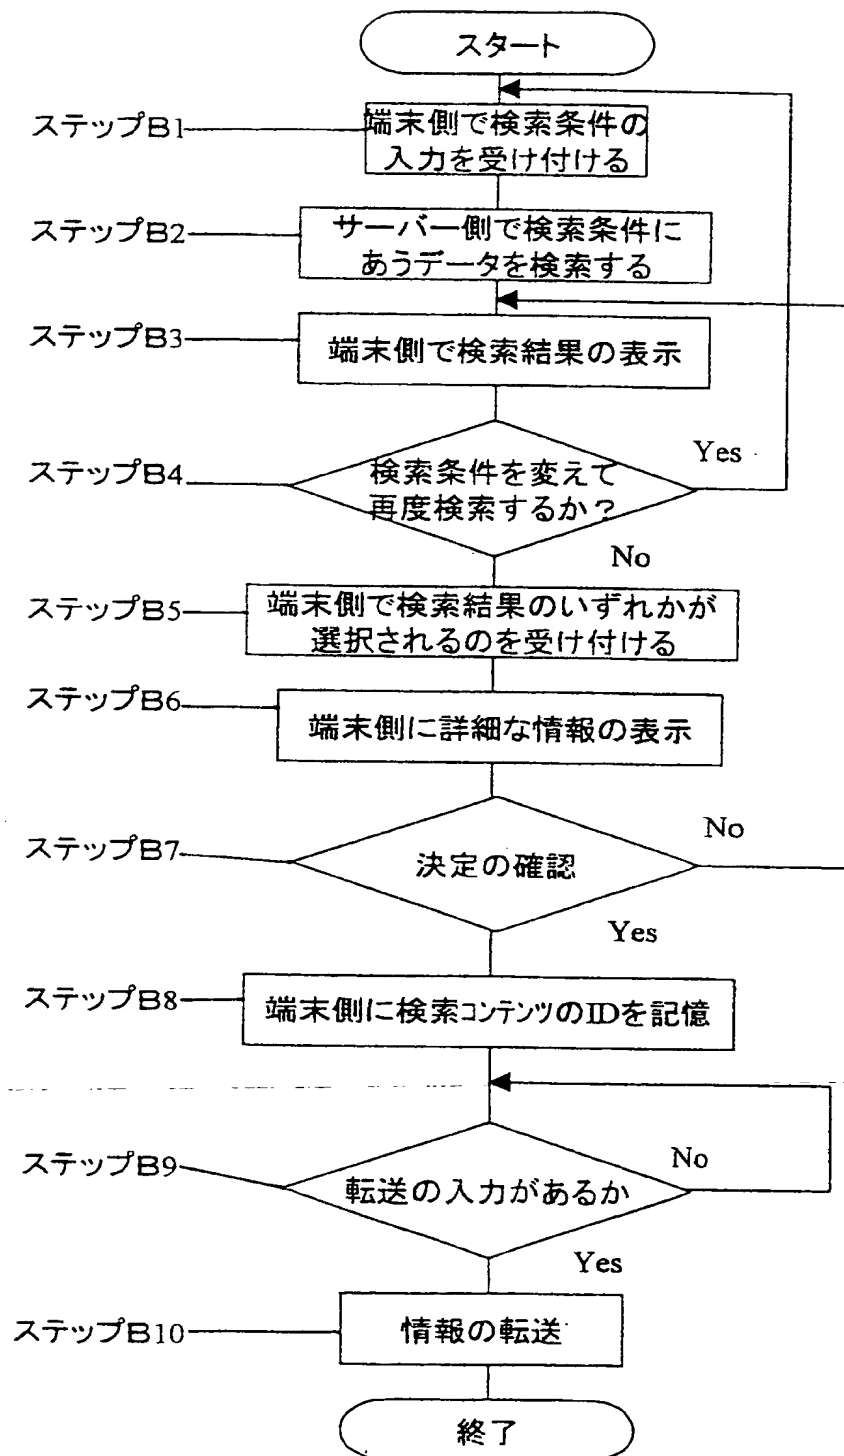 スタート
ステップB1
端末側で検索条件の
入力を受け付ける
ステップB2
サーバー側で検索条件に
あうデータを検索する
ステップB3
端末側で検索結果の表示
ステップB4
検索条件を変えて
再度検索するか?
Yes
No
ステップB5
端末側で検索結果のいずれかが
選択されるのを受け付ける
ステップB6
端末側に詳細な情報の表示
ステップB7
決定の確認
No
Yes
ステップB8
端末側に検索コンテンツのIDを記憶
ステップB9
転送の入力があるか
No
Yes
ステップB10
情報の転送
終了